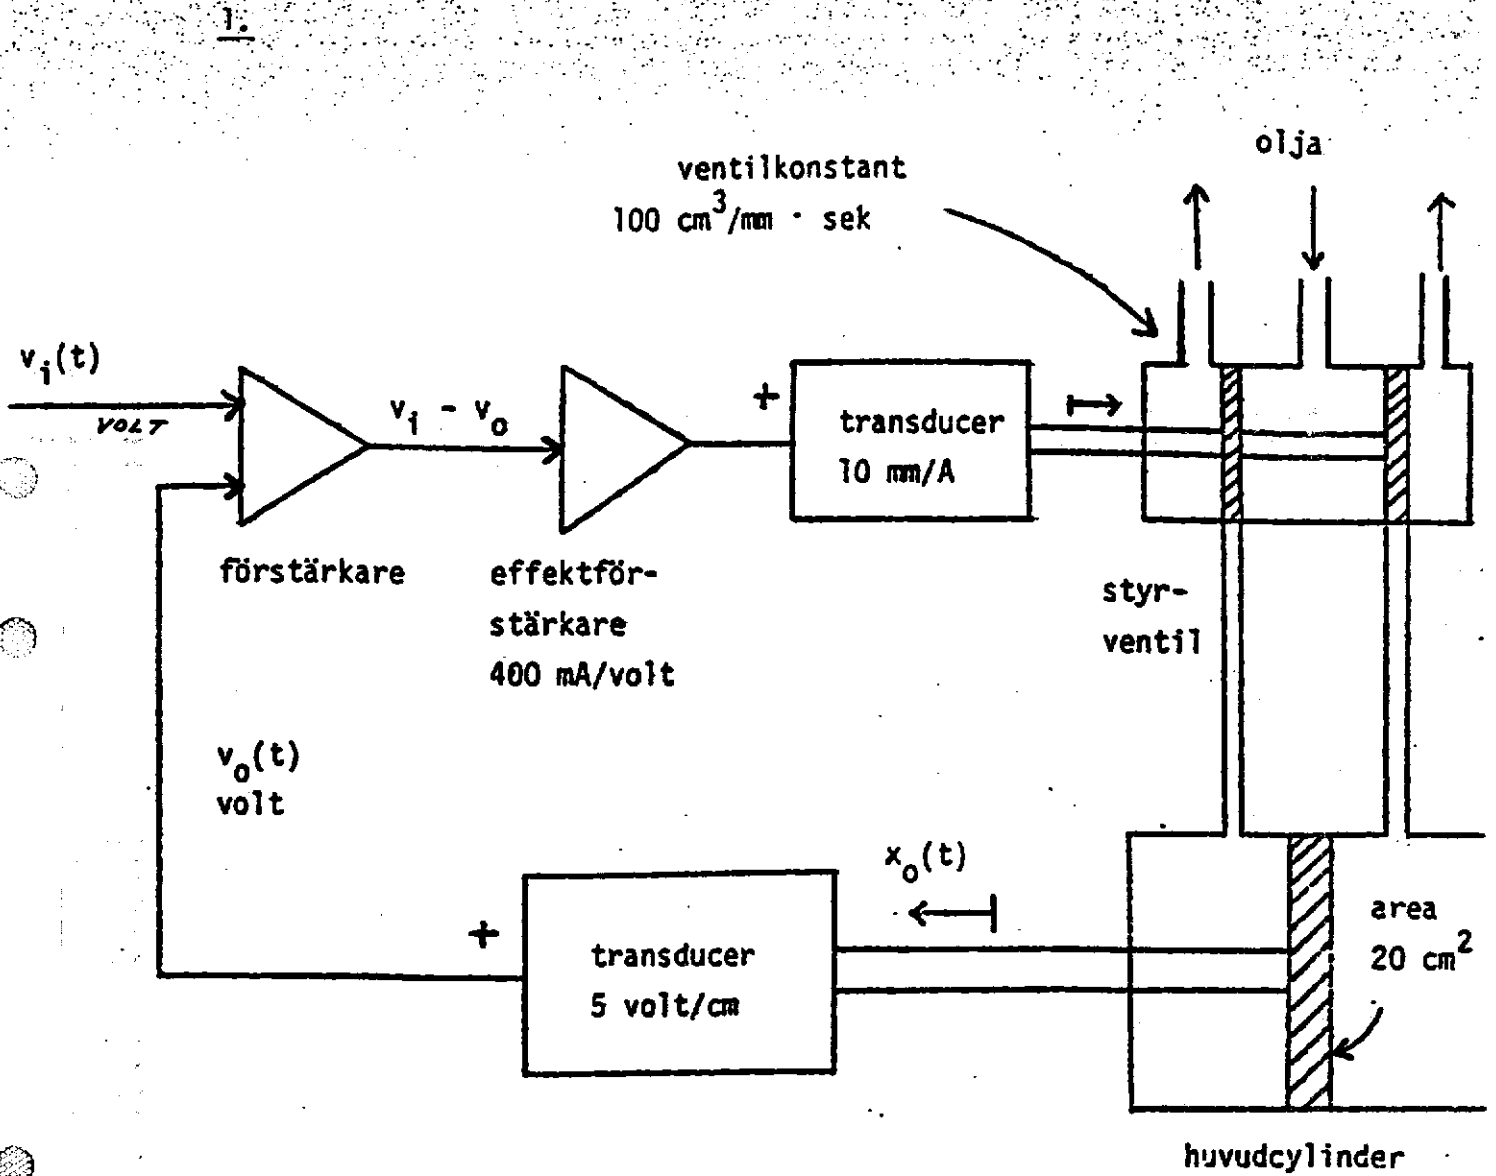 1.
olja
ventilkonstant
100 cm³/mm · sek
v_i(t)
VOLT
v_i - v_o
+
transducer
10 mm/A
förstärkare
effektför-
stärkare
400 mA/volt
styr-
ventil
v_o(t)
volt
x_o(t)
+
transducer
5 volt/cm
area
20 cm²
huvudcylinder